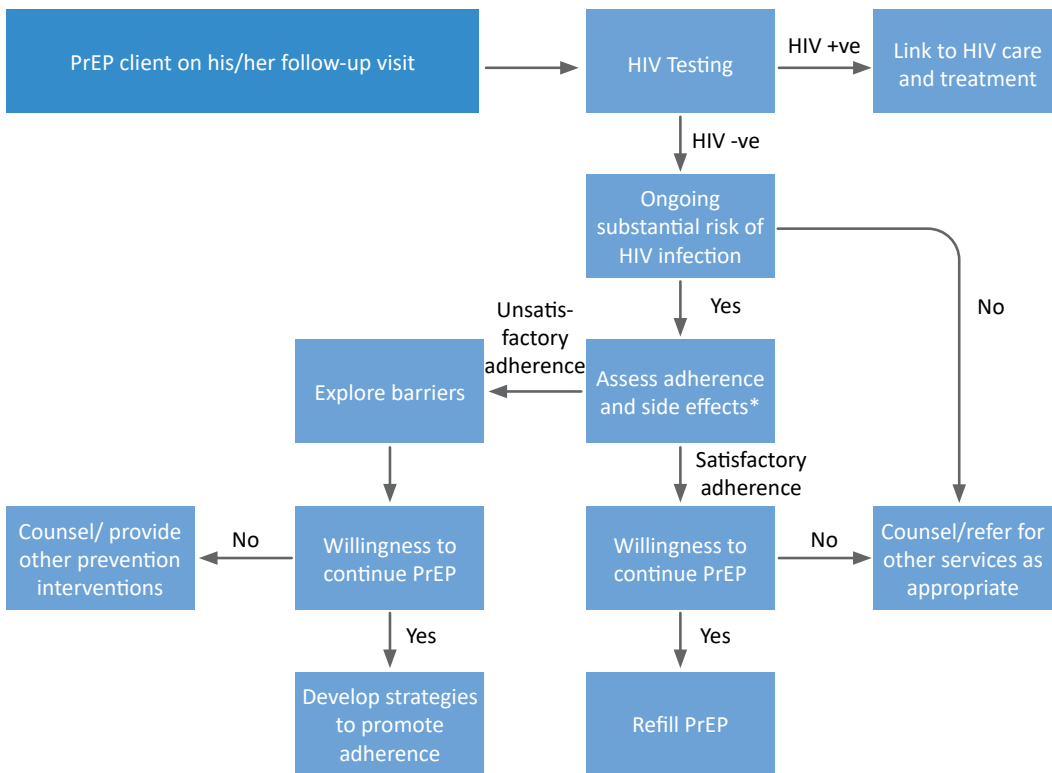 PrEP client on his/her follow-up visit
HIV Testing
HIV +ve
Link to HIV care
and treatment
HIV -ve
Ongoing
substantial risk of
HIV infection
No
Yes
Unsatis-
factory
adherence
Explore barriers
Assess adherence
and side effects*
Satisfactory
adherence
Counsel/ provide
other prevention
interventions
No
Willingness to
continue PrEP
Willingness to
continue PrEP
No
Counsel/refer for
other services as
appropriate
Yes
Yes
Develop strategies
to promote
adherence
Refill PrEP